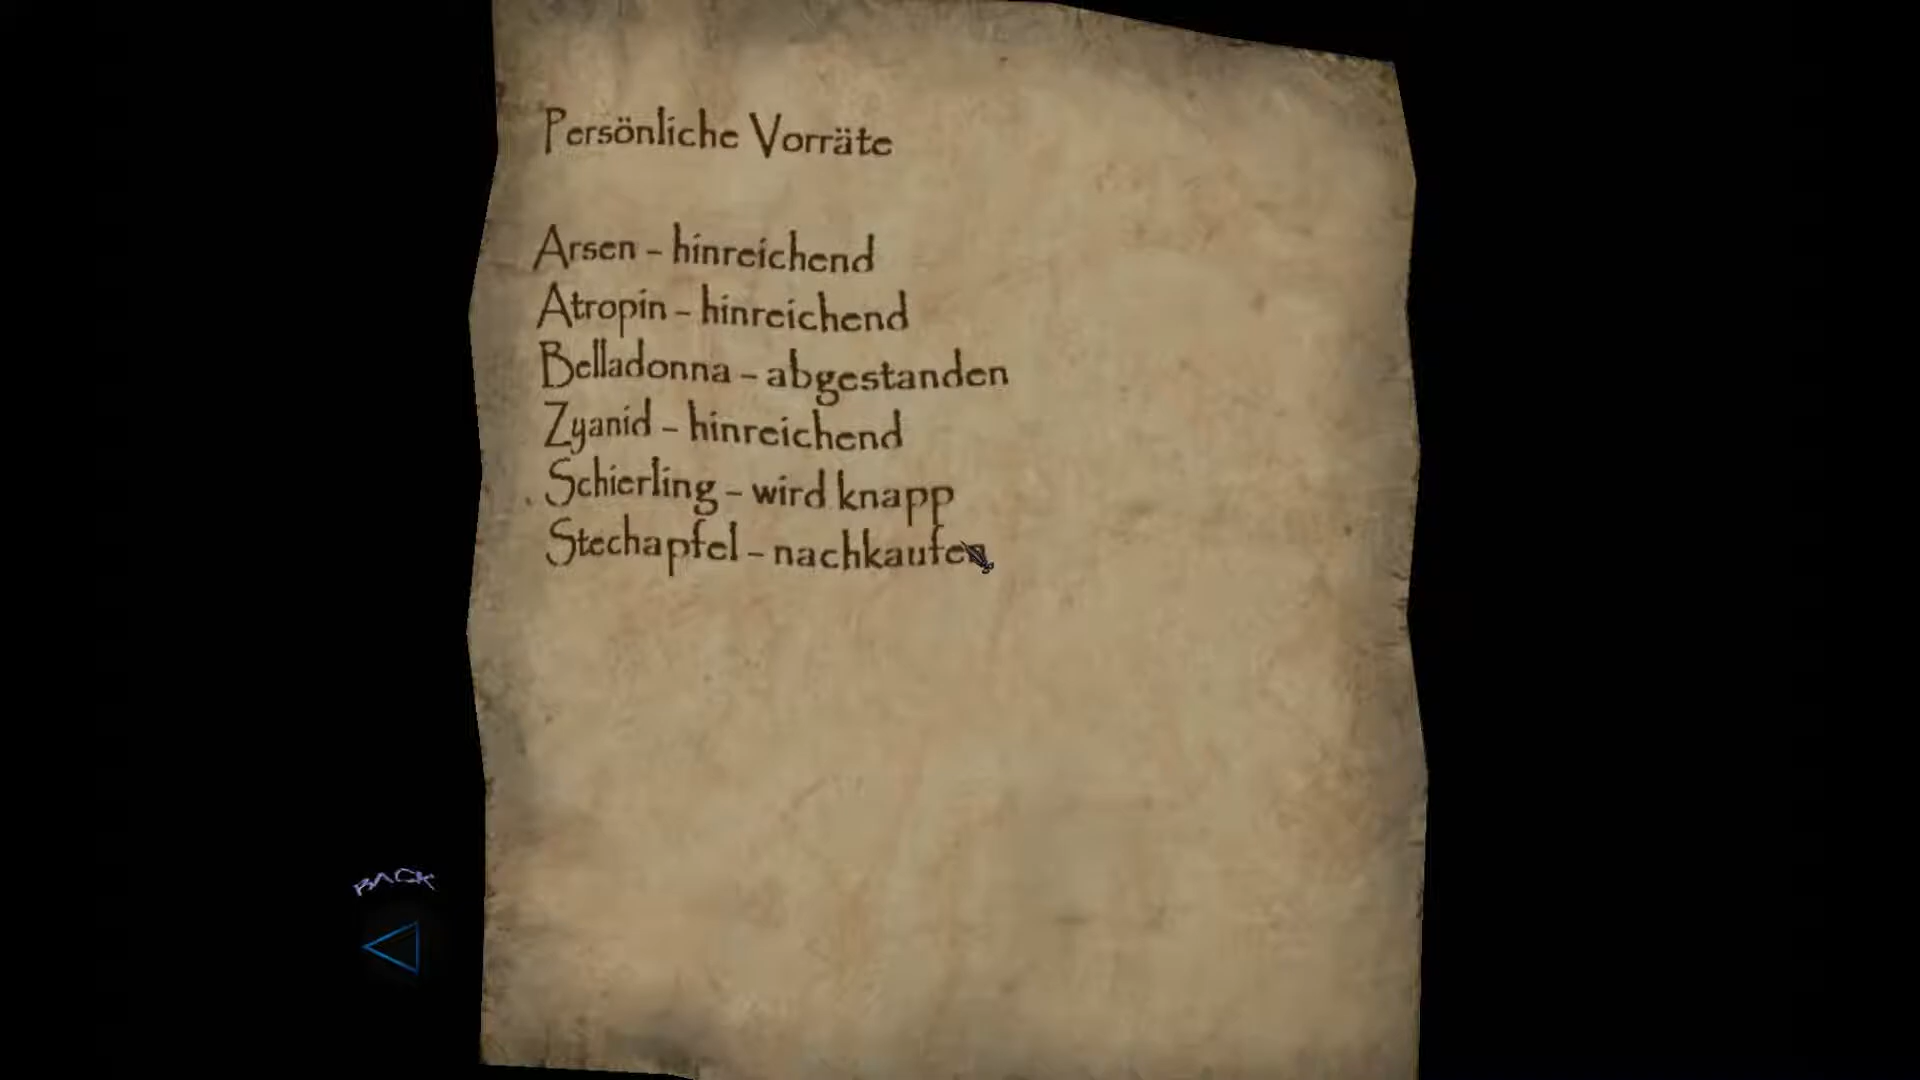 Persönliche Vorräte
Arsen - hinreichend
Atropin - hinreichend
Belladonna - abgestanden
Zyanid - hinreichend
Schierling - wird knapp
Stechapfel - nachkaufen
BACK